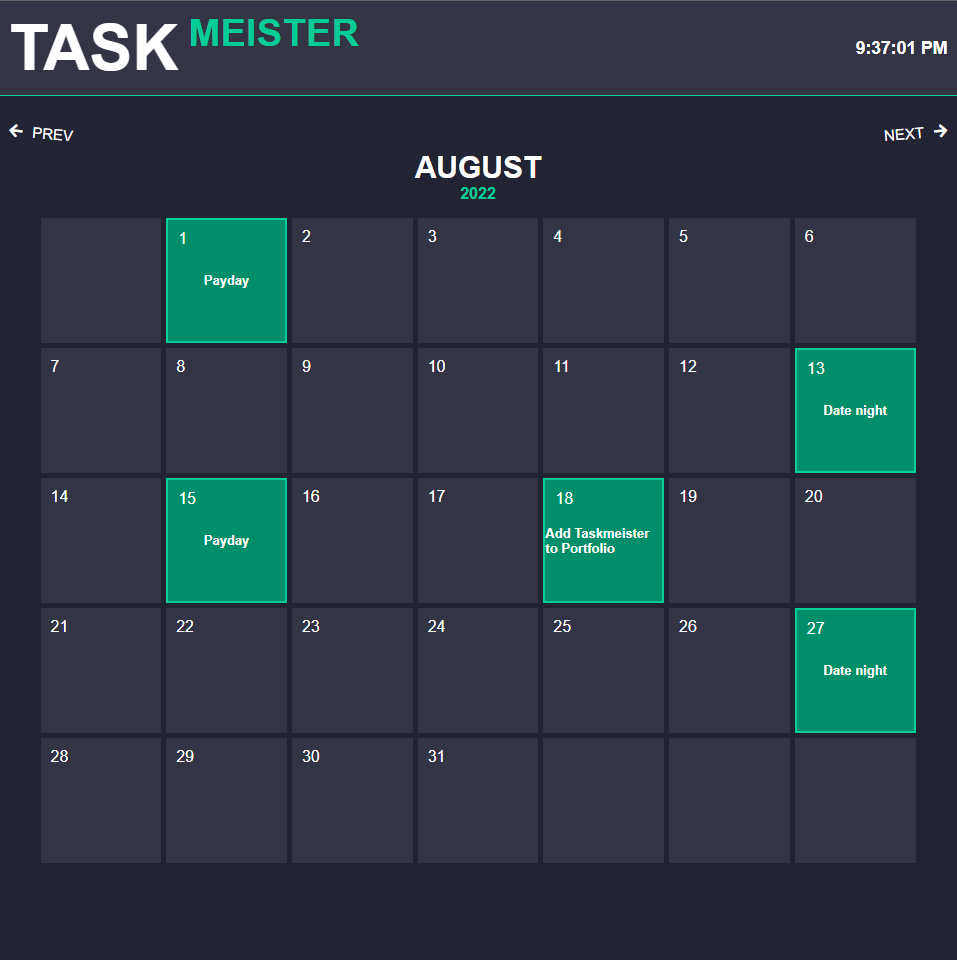 TASK MEISTER
9:37:01 PM
PREV
NEXT
AUGUST
2022
1 2 3 4 5 6
Payday
7 8 9 10 11 12 13
Date night
14 15 16 17 18 19 20
Payday
Add Taskmeister
to Portfolio
21 22 23 24 25 26 27
Date night
28 29 30 31